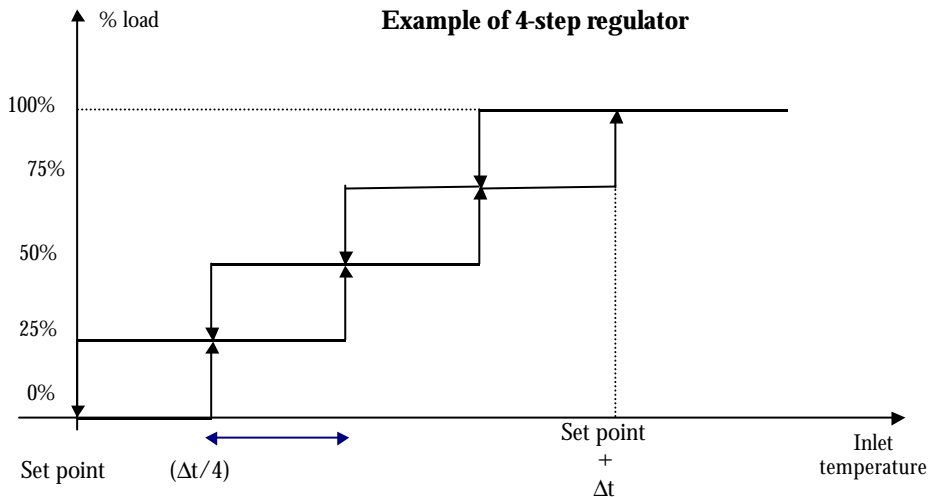 % load
Example of 4-step regulator
100%
75%
50%
25%
0%
Set point
(Δt/4)
Set point
+
Δt
Inlet
temperature